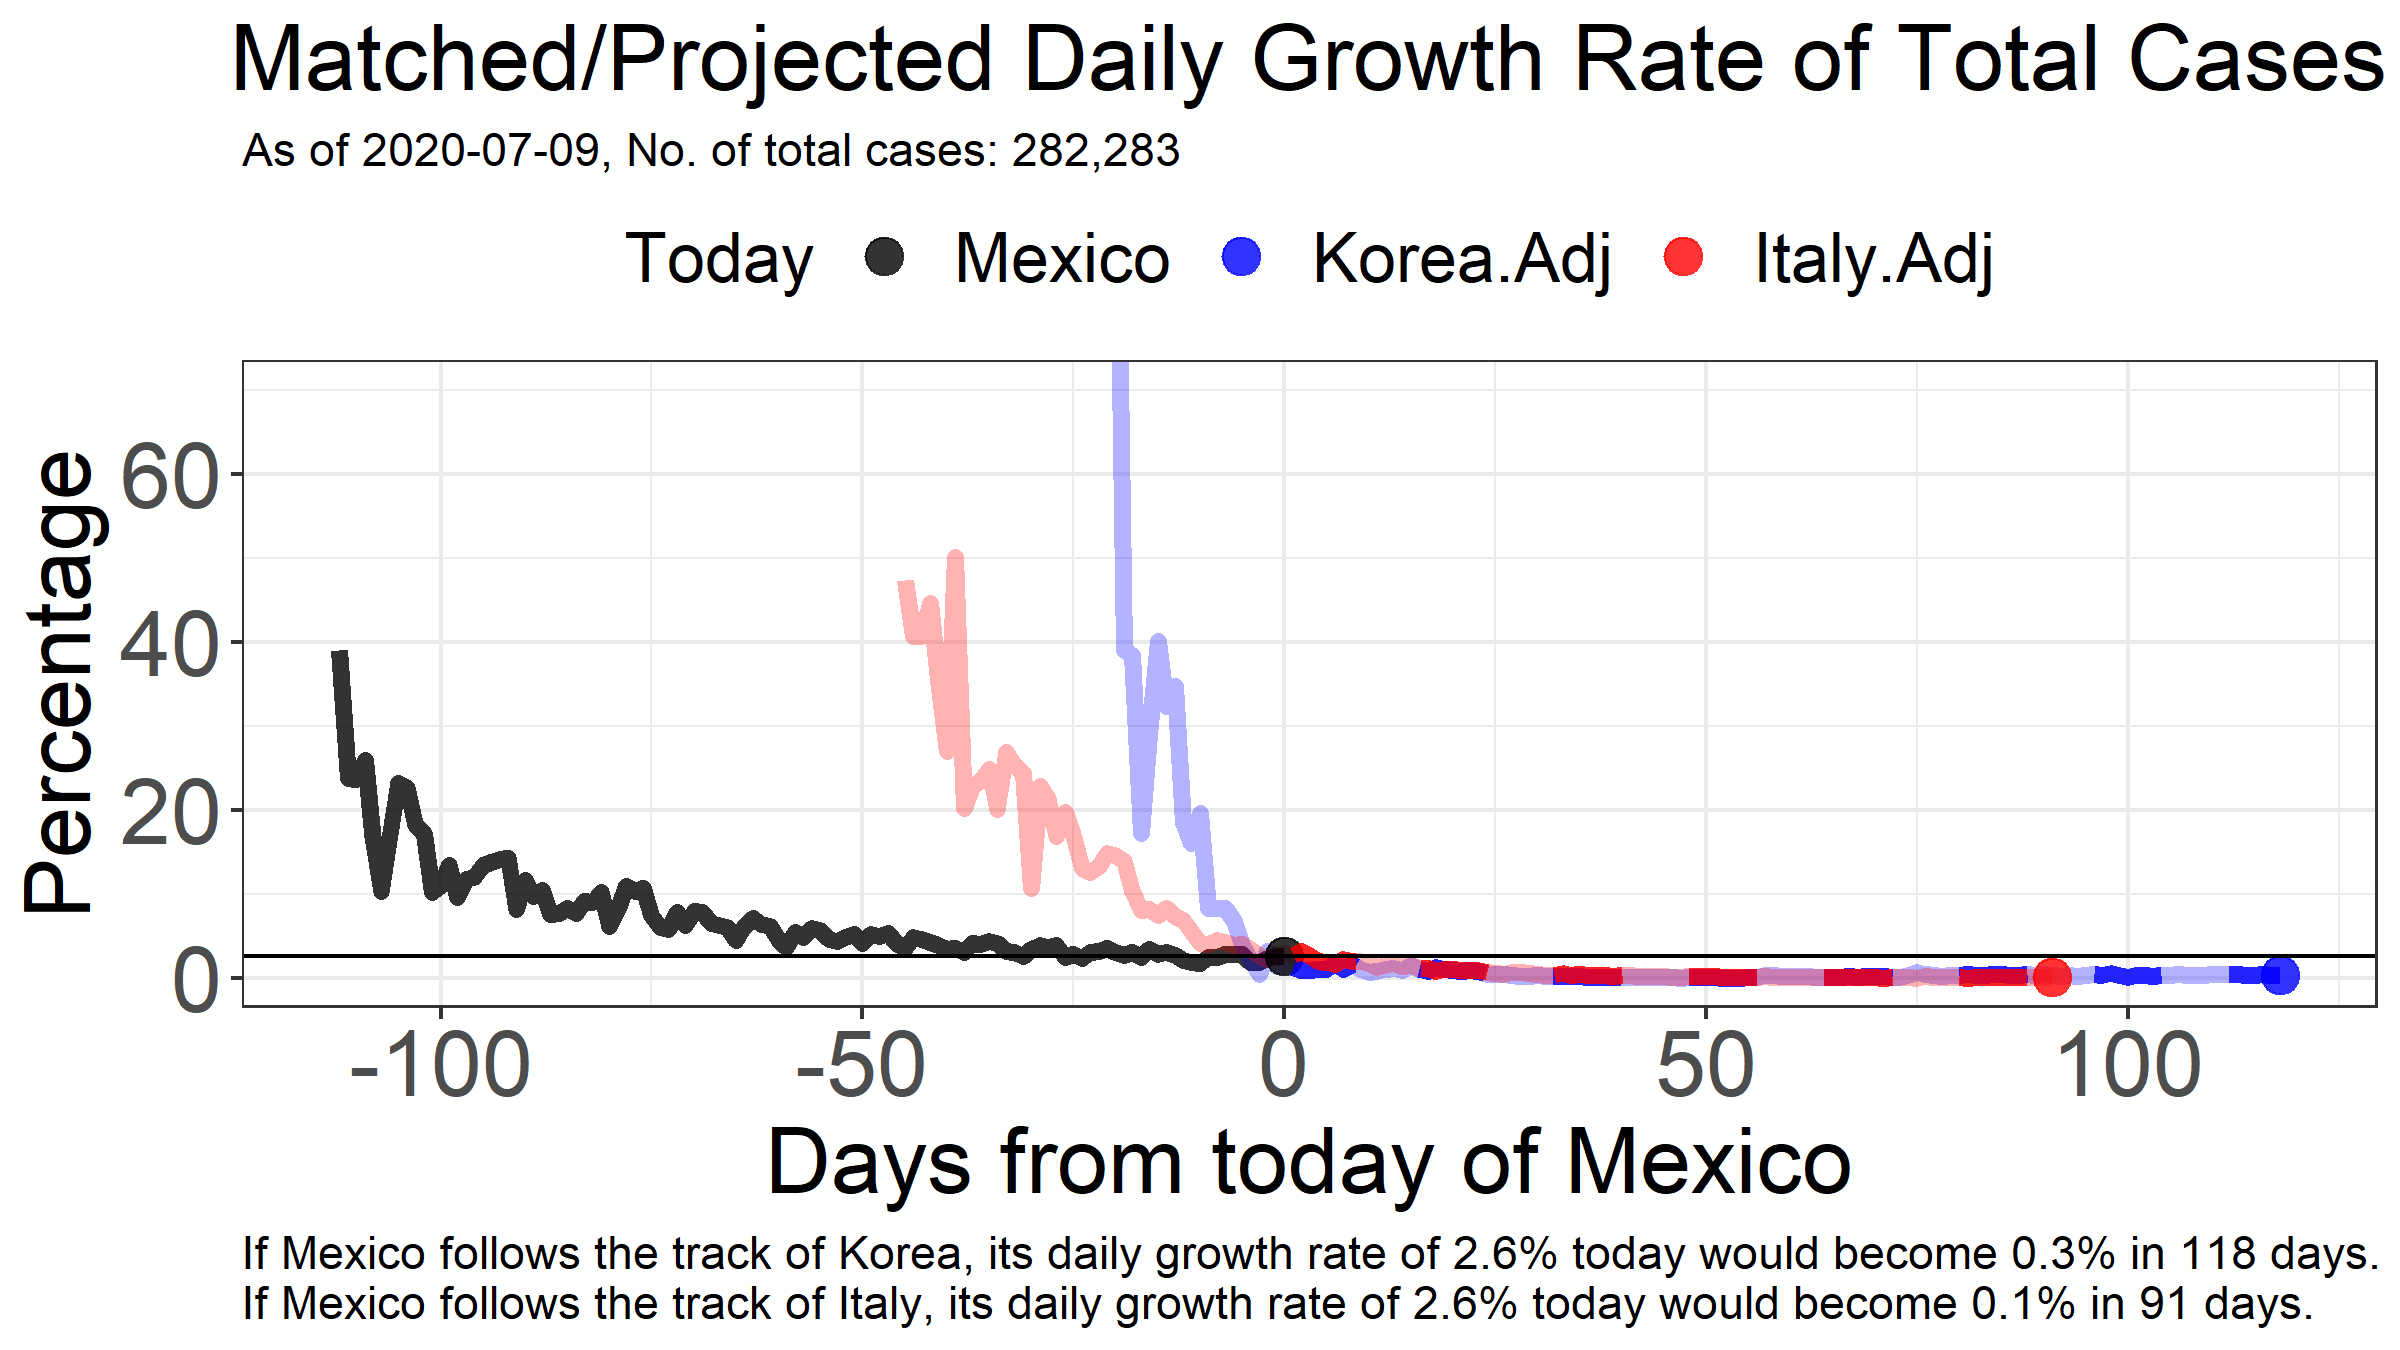 Matched/Projected Daily Growth Rate of Total Cases
As of 2020-07-09, No. of total cases: 282,283
Today Mexico Korea.Adj Italy.Adj
Percentage
60
40
20
0
-100 -50 0 50 100
Days from today of Mexico
If Mexico follows the track of Korea, its daily growth rate of 2.6% today would become 0.3% in 118 days.
If Mexico follows the track of Italy, its daily growth rate of 2.6% today would become 0.1% in 91 days.